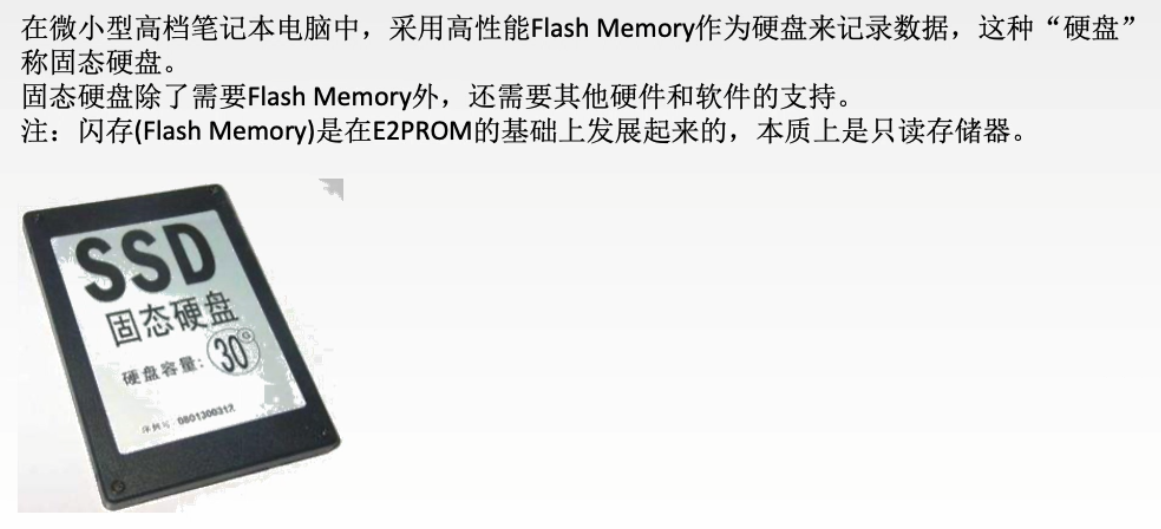 在微小型高档笔记本电脑中，采用高性能Flash Memory作为硬盘来记录数据，这种“硬盘”
称固态硬盘。
固态硬盘除了需要Flash Memory外，还需要其他硬件和软件的支持。
注：闪存(Flash Memory)是在E2PROM的基础上发展起来的，本质上是只读存储器。
SSD
固态硬盘
硬盘容量: 30G